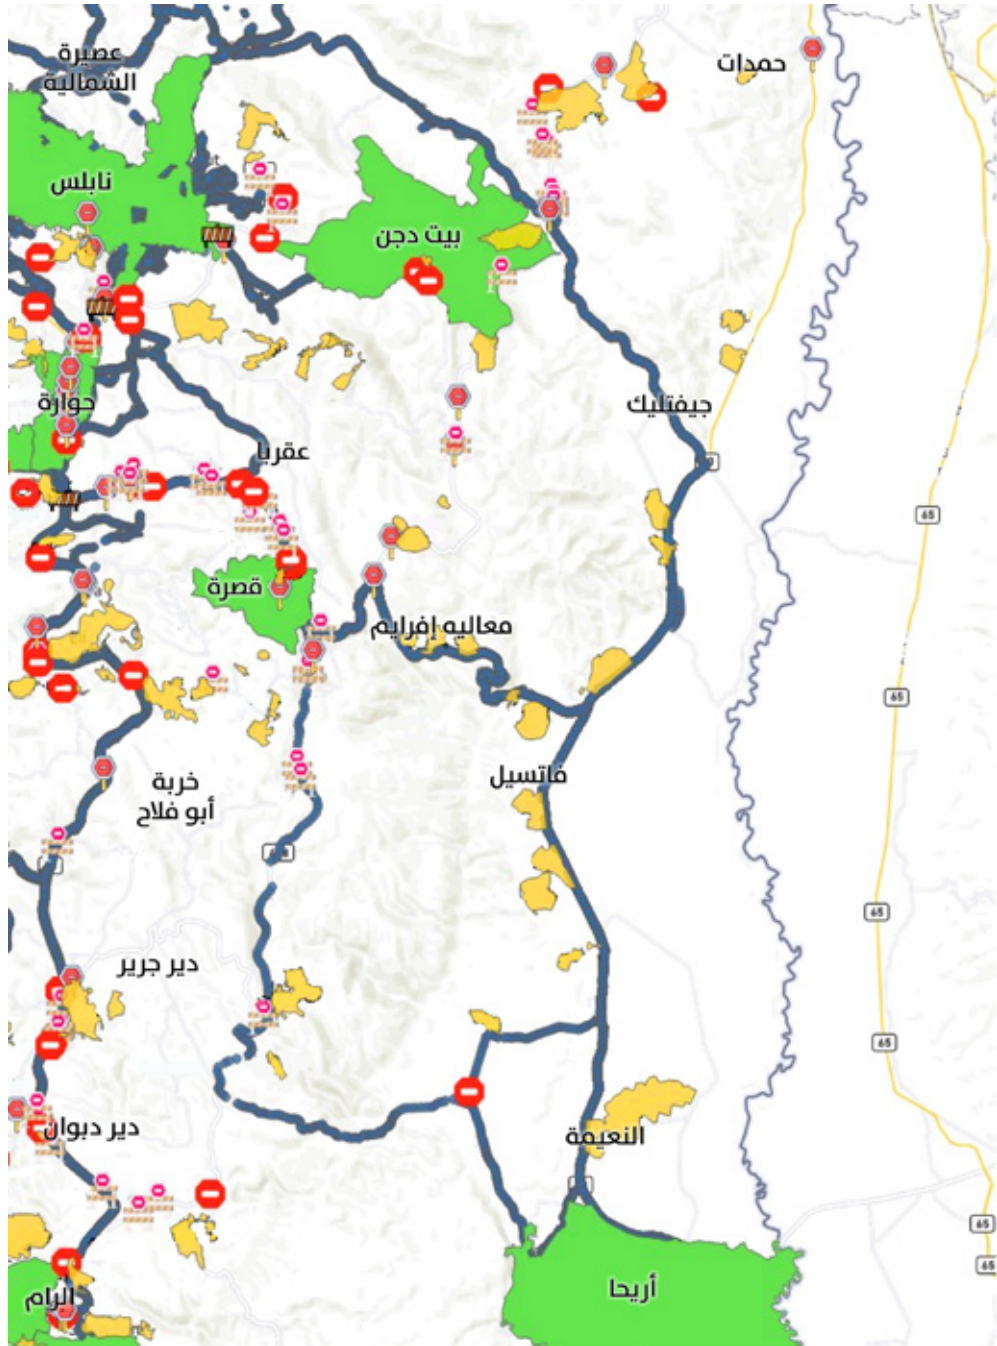 عصيرة
الشمالية
حمدات
نابلس
بيت دجن
جيفتليك
حوارة
عقربا
65
قصرة
معاليه إفرايم
65
فاتسيل
خربة
أبو فلاح
65
دير جرير
65
دير دبوان
النعيمة
65
65
أريحا
الرام